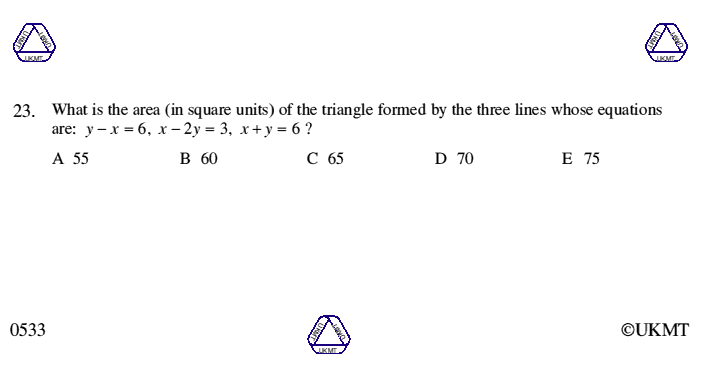 UKMT UKMT UKMT
UKMT UKMT UKMT
23. What is the area (in square units) of the triangle formed by the three lines whose equations
are: y − x = 6, x − 2y = 3, x + y = 6 ?
A 55 B 60 C 65 D 70 E 75
0533
UKMT UKMT UKMT
©UKMT